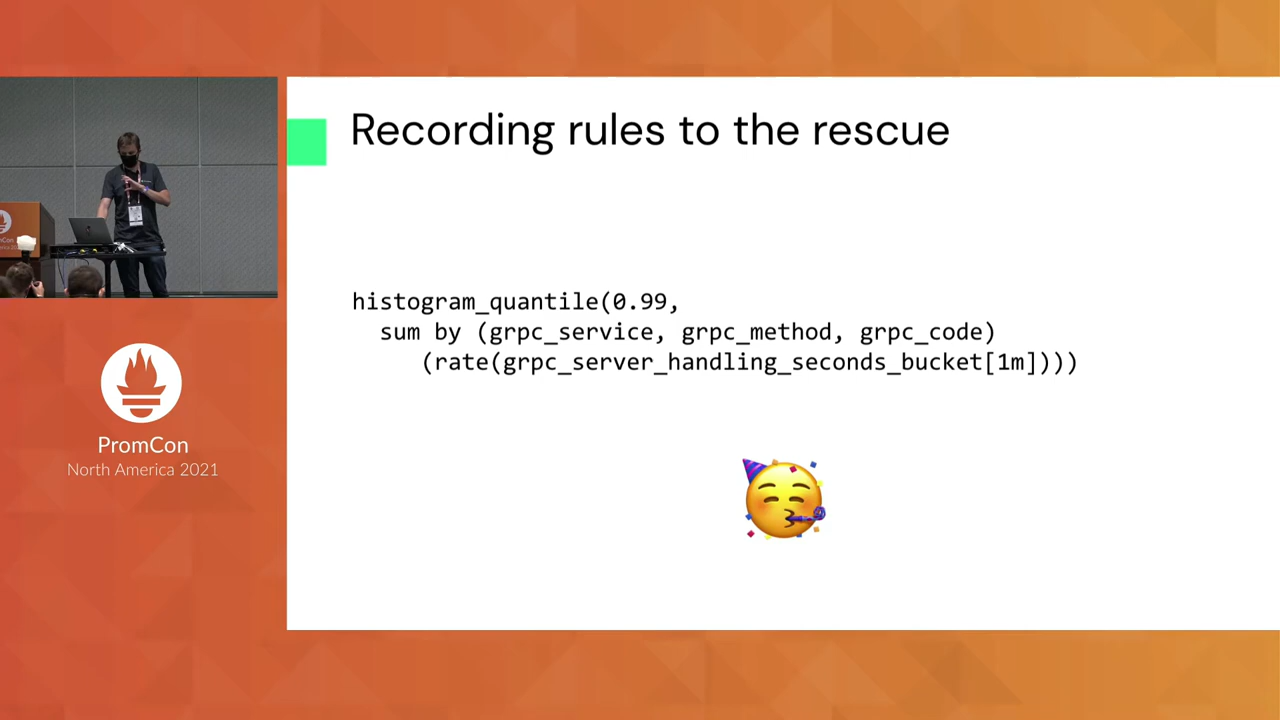 Recording rules to the rescue
histogram_quantile(0.99,
sum by (grpc_service, grpc_method, grpc_code)
(rate(grpc_server_handling_seconds_bucket[1m])))
PromCon
North America 2021